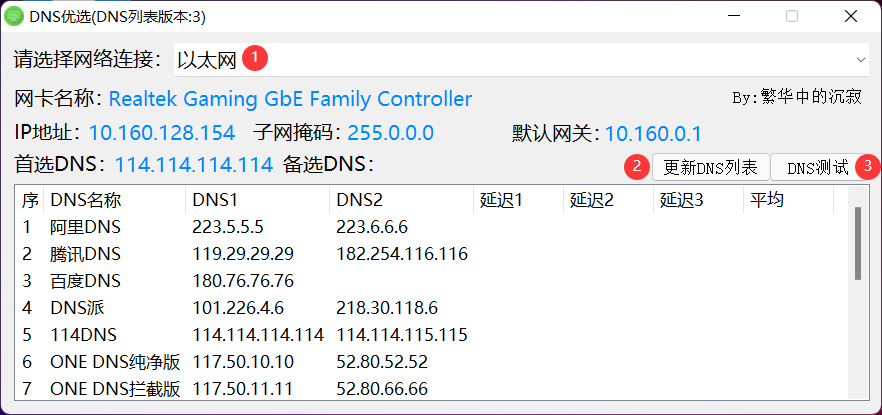 DNS优选(DNS列表版本:3)
请选择网络连接: 以太网 1
网卡名称: Realtek Gaming GbE Family Controller By:繁华中的沉寂
IP地址: 10.160.128.154 子网掩码: 255.0.0.0 默认网关: 10.160.0.1
首选DNS: 114.114.114.114 备选DNS: 2 更新DNS列表 DNS测试 3
序 DNS名称 DNS1 DNS2 延迟1 延迟2 延迟3 平均
1 阿里DNS 223.5.5.5 223.6.6.6
2 腾讯DNS 119.29.29.29 182.254.116.116
3 百度DNS 180.76.76.76
4 DNS派 101.226.4.6 218.30.118.6
5 114DNS 114.114.114.114 114.114.115.115
6 ONE DNS纯净版 117.50.10.10 52.80.52.52
7 ONE DNS拦截版 117.50.11.11 52.80.66.66